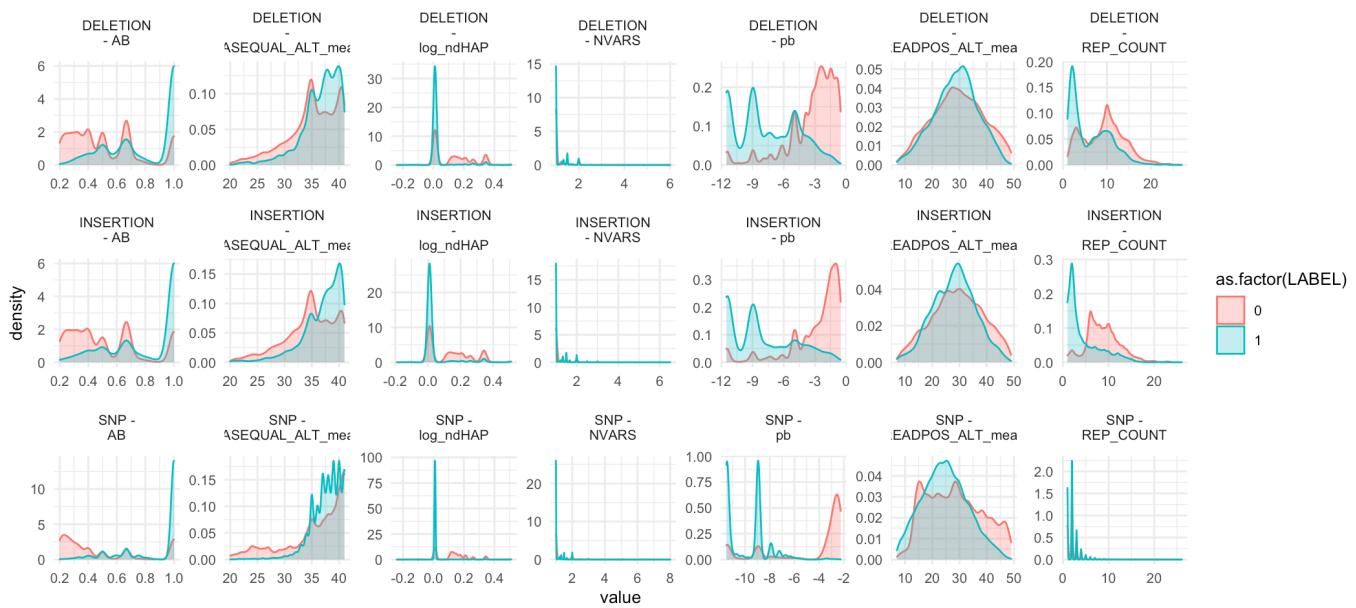 DELETION
- AB
DELETION
-
ASEQUAL_ALT_mea
DELETION
-
log_ndHAP
DELETION
- NVARS
DELETION
- pb
DELETION
-
EADPOS_ALT_mea
DELETION
-
REP_COUNT
6
4
2
0
0.2 0.4 0.6 0.8 1.0
0.10
0.05
0.00
20 25 30 35 40
30
20
10
0
-0.2 0.0 0.2 0.4
15
10
5
0
2 4 6
0.2
0.1
0.0
-12 -9 -6 -3 0
0.05
0.04
0.03
0.02
0.01
0.00
10 20 30 40 50
0.20
0.15
0.10
0.05
0.00
0 10 20
INSERTION
- AB
INSERTION
-
ASEQUAL_ALT_mea
INSERTION
-
log_ndHAP
INSERTION
- NVARS
INSERTION
- pb
INSERTION
-
EADPOS_ALT_mea
INSERTION
-
REP_COUNT
6
4
2
0
0.2 0.4 0.6 0.8 1.0
0.15
0.10
0.05
0.00
20 25 30 35 40
20
10
0
0.0 0.2 0.4
15
10
5
0
2 4 6
0.3
0.2
0.1
0.0
-12 -9 -6 -3 0
0.04
0.02
0.00
10 20 30 40 50
0.3
0.2
0.1
0.0
0 10 20
SNP -
AB
SNP -
ASEQUAL_ALT_mea
SNP -
log_ndHAP
SNP -
NVARS
SNP -
pb
SNP -
EADPOS_ALT_mea
SNP -
REP_COUNT
10
5
0
0.2 0.4 0.6 0.8 1.0
0.15
0.10
0.05
0.00
20 25 30 35 40
100
75
50
25
0
0.0 0.2 0.4
20
10
0
2 4 6 8
1.00
0.75
0.50
0.25
0.00
-10 -8 -6 -4 -2
0.04
0.03
0.02
0.01
0.00
10 20 30 40 50
2.0
1.5
1.0
0.5
0.0
0 10 20
density
value
as.factor(LABEL)
0
1